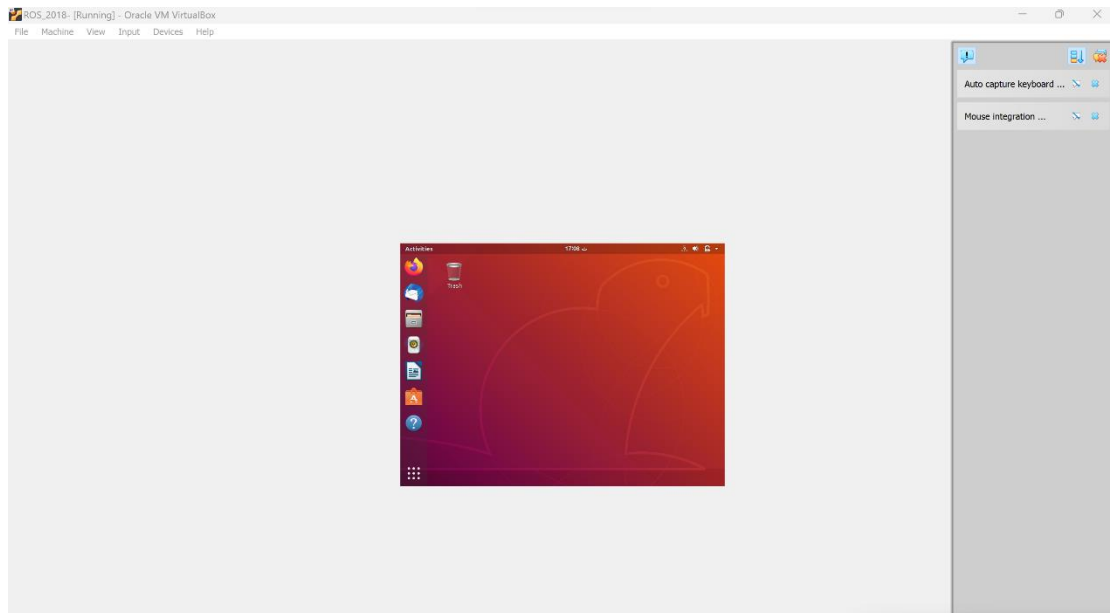 ROS_2018- [Running] - Oracle VM VirtualBox
File Machine View Input Devices Help
Auto capture keyboard ...
Mouse integration ...
Activities
Trash